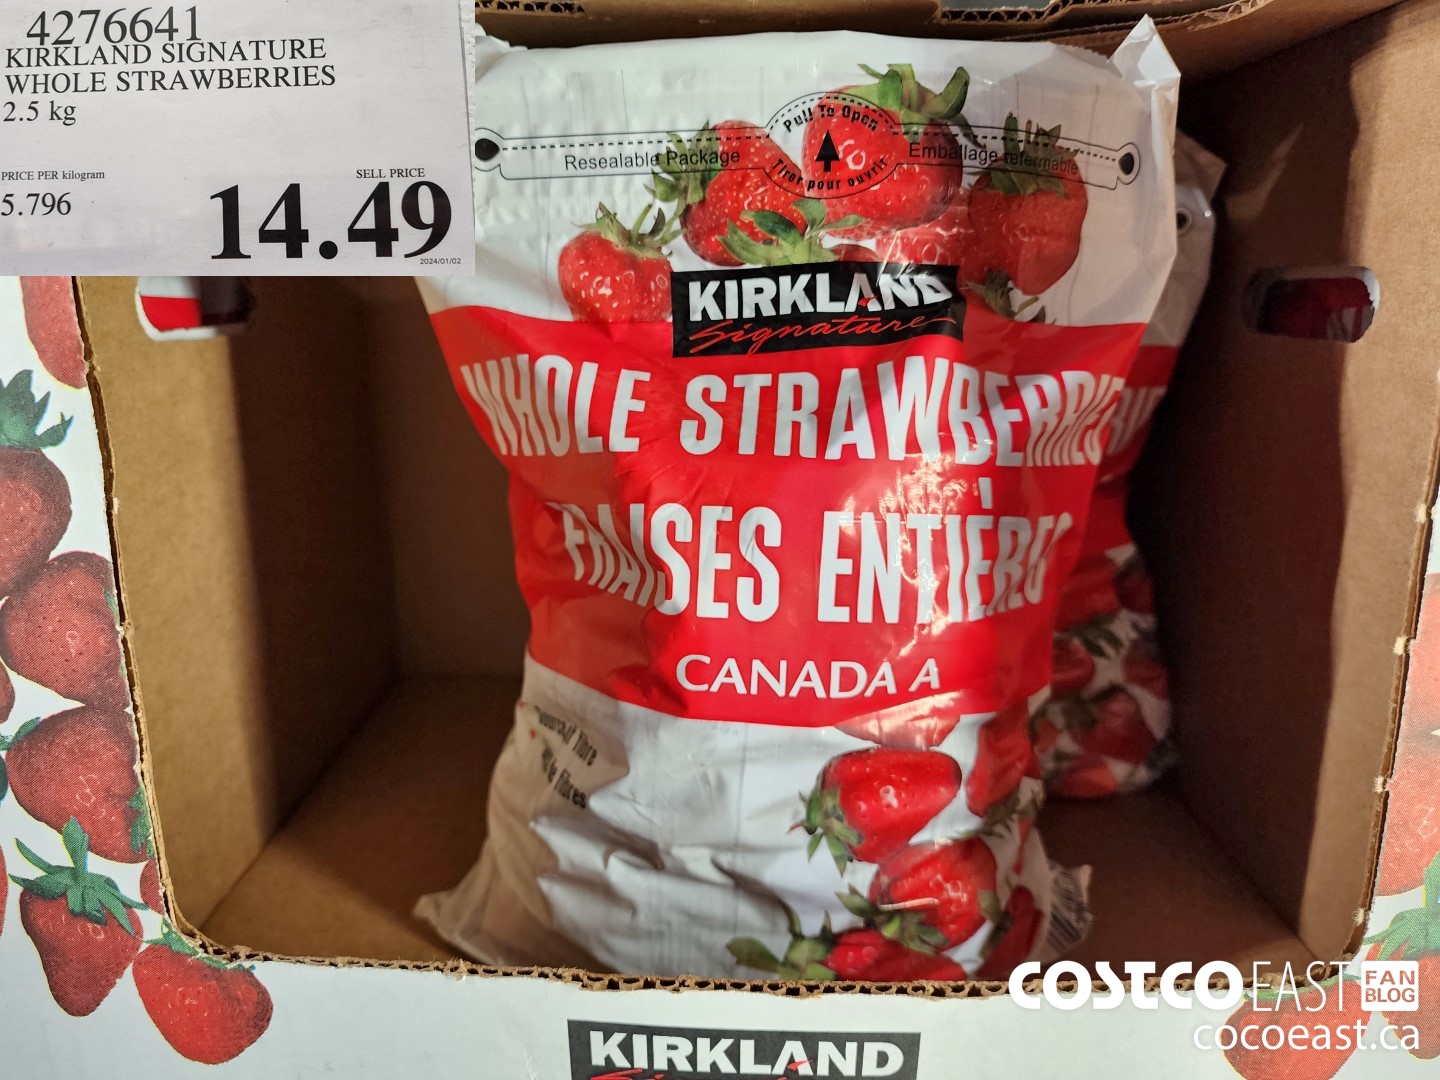 4276641
KIRKLAND SIGNATURE
WHOLE STRAWBERRIES
2.5 kg
PRICE PER kilogram
5.796
SELL PRICE
14.49
2024/01/02
Pull To Open
Resealable Package
Emballage refermable
Tirer pour ouvrir
KIRKLAND
Signature
WHOLE STRAWBERRIES
FRAISES ENTIÈRES
CANADA A
fibre
fibres
COSTCO EAST FAN BLOG
cocoeast.ca
KIRKLAND